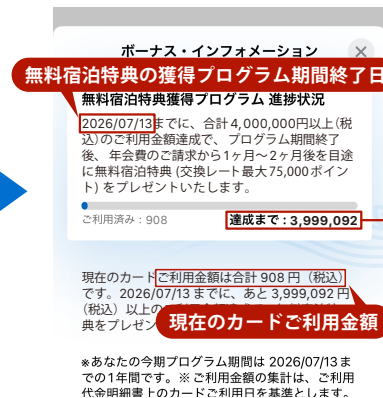 ボーナス・インフォメーション
無料宿泊特典の獲得プログラム期間終了日
無料宿泊特典獲得プログラム 進捗状況
2026/07/13までに、合計4,000,000円以上(税
込)のご利用金額達成で、プログラム期間終了
後、 年会費のご請求から1ヶ月〜2ヶ月後を目途
に無料宿泊特典 (交換レート最大75,000ポイン
ト) をプレゼントいたします。
ご利用済み : 908 達成まで : 3,999,092
現在のカードご利用金額は合計 908 円（税込)
です。2026/07/13 までに、あと 3,999,092 円
(税込) 以上の
典をプレゼン
現在のカードご利用金額
※あなたの今期プログラム期間は 2026/07/13ま
での1年間です。※ご利用金額の集計は、ご利用
代金明細書上のカードご利用日を基準とします。